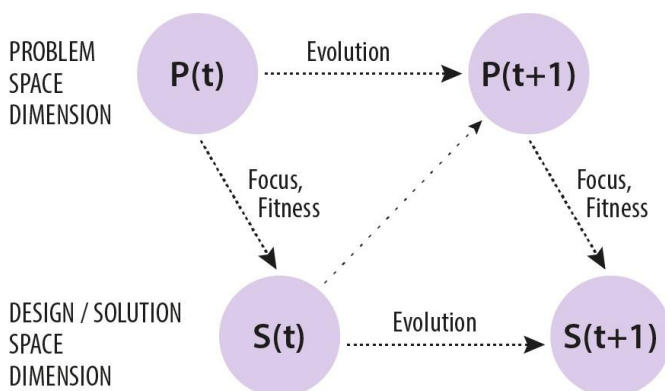 PROBLEM
SPACE
DIMENSION
P(t)
Evolution
P(t+1)
Focus,
Fitness
Focus,
Fitness
DESIGN / SOLUTION
SPACE
DIMENSION
S(t)
Evolution
S(t+1)